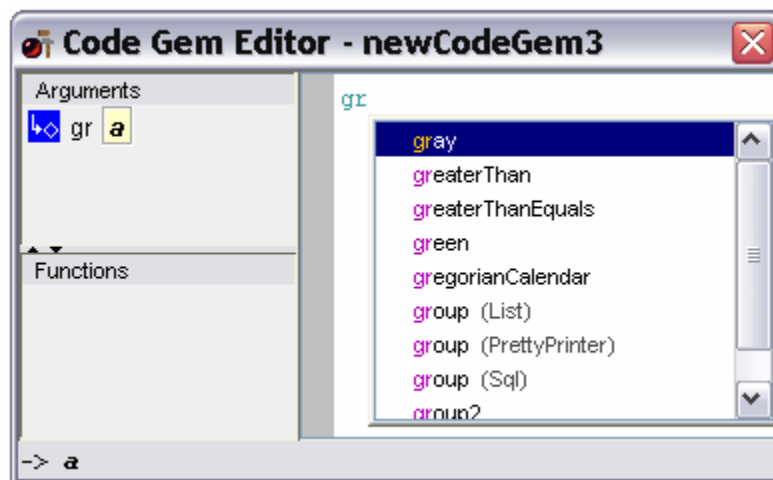 Code Gem Editor - newCodeGem3
Arguments
gr a
Functions
gr
gray
greaterThan
greaterThanEquals
green
gregorianCalendar
group (List)
group (PrettyPrinter)
group (Sql)
group2
-> a